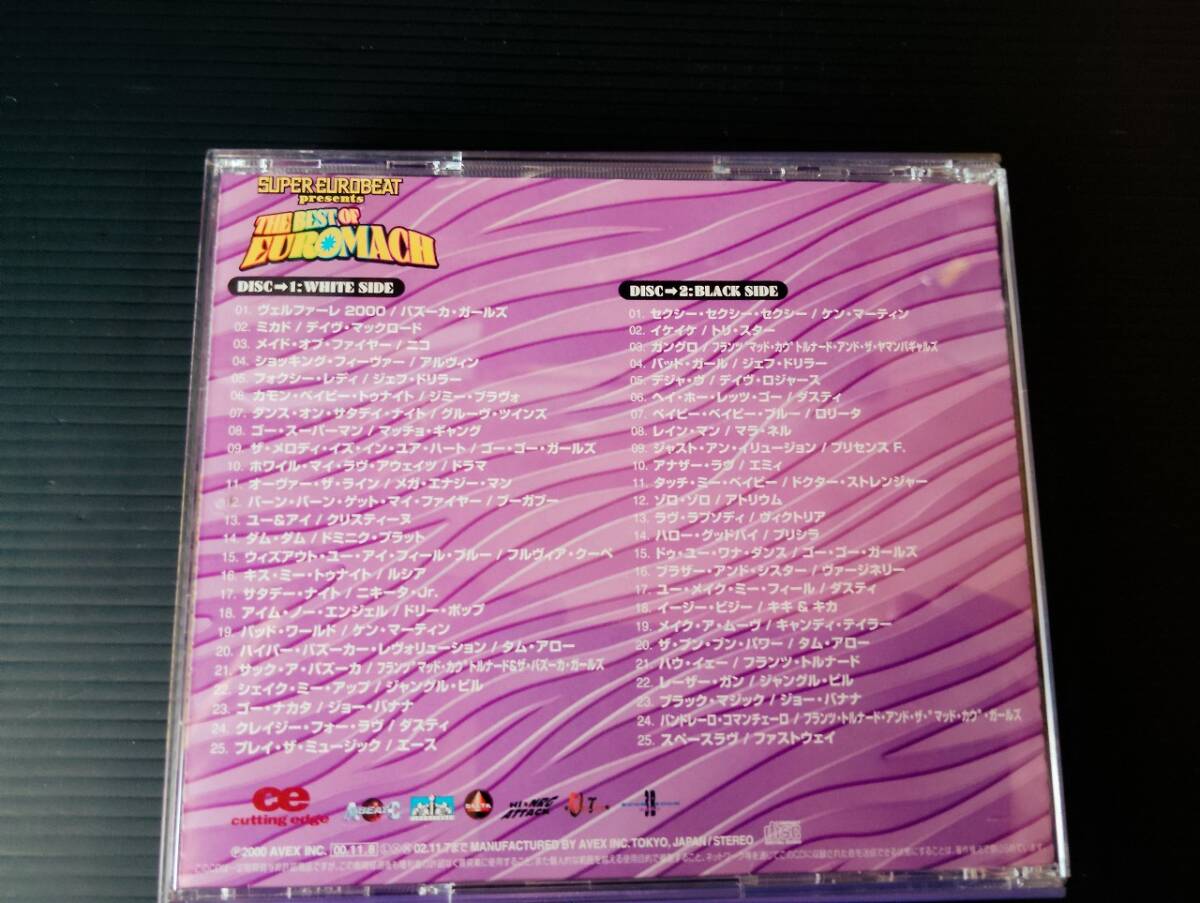 SUPER EUROBEAT
presents
THE BEST OF
EUROMACH
DISC➞1:WHITE SIDE
01. ヴェルファーレ 2000 / バズーカ・ガールズ
02. ミカド / デイヴ・マックロード
03. メイド・オブ・ファイヤー / ニコ
04. ショッキング・フィーヴァー / アルヴィン
05. フォクシー・レディ / ジェフ・ドリラー
06. カモン・ベイビー・トゥナイト / ジミー・ブラヴォ
07. ダンス・オン・サタデイ・ナイト / グルーヴ・ツインズ
08. ゴー・スーパーマン / マッチョ・ギャング
09. ザ・メロディ・イズ・イン・ユア・ハート / ゴー・ゴー・ガールズ
10. ホワイル・マイ・ラヴ・アウェイツ / ドラマ
11. オーヴァー・ザ・ライン / メガ・エナジー・マン
12. バーン・バーン・ゲット・マイ・ファイヤー / ブーガブー
13. ユー&アイ / クリスティーヌ
14. ダム・ダム / ドミニク・プラット
15. ウィズアウト・ユー・アイ・フィール・ブルー / フルヴィア・クーペ
16. キス・ミー・トゥナイト / ルシア
17. サタデー・ナイト / ニキータ・Jr.
18. アイム・ノー・エンジェル / ドリー・ポップ
19. バッド・ワールド / ケン・マーティン
20. ハイパー・バズーカー・レヴォリューション / タム・アロー
21. サック・ア・バズーカ / フランツ"マッド・カウ"トルナード&ザ・バズーカ・ガールズ
22. シェイク・ミー・アップ / ジャングル・ビル
23. ゴー・ナカタ / ジョー・バナナ
24. クレイジー・フォー・ラヴ / ダスティ
25. プレイ・ザ・ミュージック / エース
DISC➞2:BLACK SIDE
01. セクシー・セクシー・セクシー / ケン・マーティン
02. イケイケ / トリ・スター
03. ガングロ / フランツ"マッド・カウ"トルナード・アンド・ザ・ヤマンバギャルズ
04. バッド・ガール / ジェフ・ドリラー
05. デジャ・ヴ / デイヴ・ロジャース
06. ヘイ・ホー・レッツ・ゴー / ダスティ
07. ベイビー・ベイビー・ブルー / ロリータ
08. レイン・マン / マラ・ネル
09. ジャスト・アン・イリュージョン / プリセンス F.
10. アナザー・ラヴ / エミィ
11. タッチ・ミー・ベイビー / ドクター・ストレンジャー
12. ゾロ・ゾロ / アトリウム
13. ラヴ・ラプソディ / ヴィクトリア
14. ハロー・グッドバイ / プリシラ
15. ドゥ・ユー・ワナ・ダンス / ゴー・ゴー・ガールズ
16. ブラザー・アンド・シスター / ヴァージネリー
17. ユー・メイク・ミー・フィール / ダスティ
18. イージー・ビジー / キキ & キカ
19. メイク・ア・ムーヴ / キャンディ・テイラー
20. ザ・ブン・ブン・パワー / タム・アロー
21. ハウ・イェー / フランツ・トルナード
22. レーザー・ガン / ジャングル・ビル
23. ブラック・マジック / ジョー・バナナ
24. バンドレーロ・コマンチェーロ / フランツ・トルナード・アンド・ザ・"マッド・カウ"・ガールズ
25. スペースラヴ / ファストウェイ
ce
cutting edge
A BEAT C
DELTA
HI-NRG
ATTACK
disc
Ⓟ2000 AVEX INC. 00.11.8 02.11.7まで MANUFACTURED BY AVEX INC. TOKYO, JAPAN / STEREO